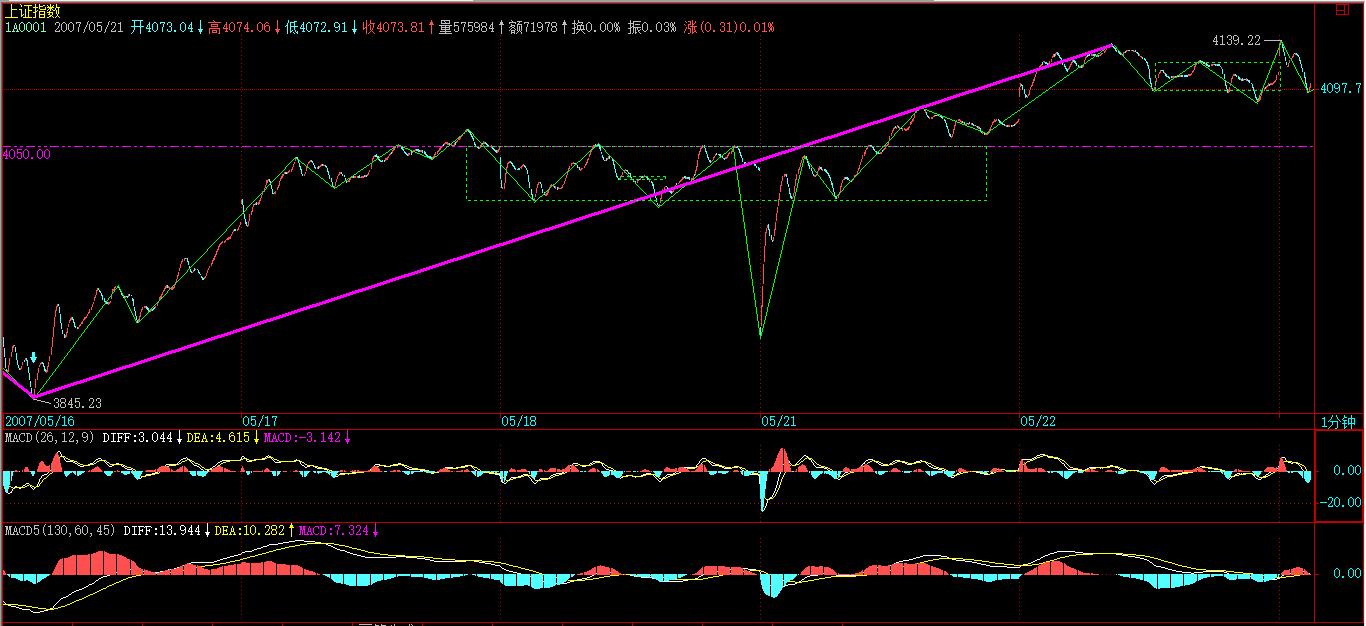 上证指数
1A0001 2007/05/21 开4073.04↓高4074.06↓低4072.91↓收4073.81↑量575984↑额71978↑换0.00% 振0.03% 涨(0.31)0.01%
4139.22
4097.7
4050.00
3845.23
2007/05/16 05/17 05/18 05/21 05/22 1分钟
MACD(26,12,9) DIFF:3.044↓DEA:4.615↓MACD:-3.142↓
0.00
-20.00
MACD5(130,60,45) DIFF:13.944↓DEA:10.282↑MACD:7.324↓
0.00